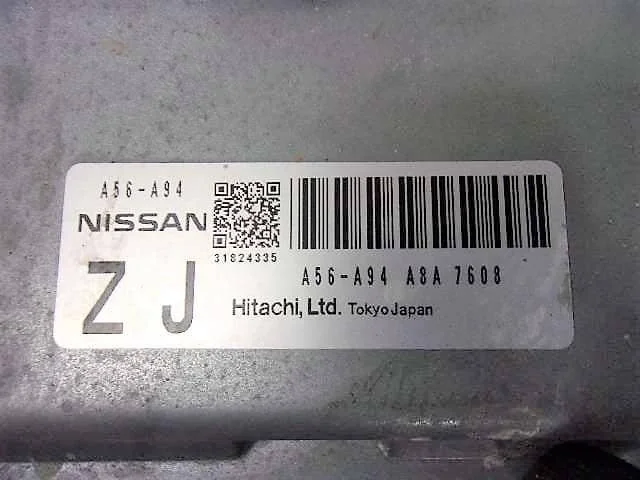 A56-A94
NISSAN
31824335
Z J
A56-A94 A8A 7608
Hitachi, Ltd. Tokyo Japan